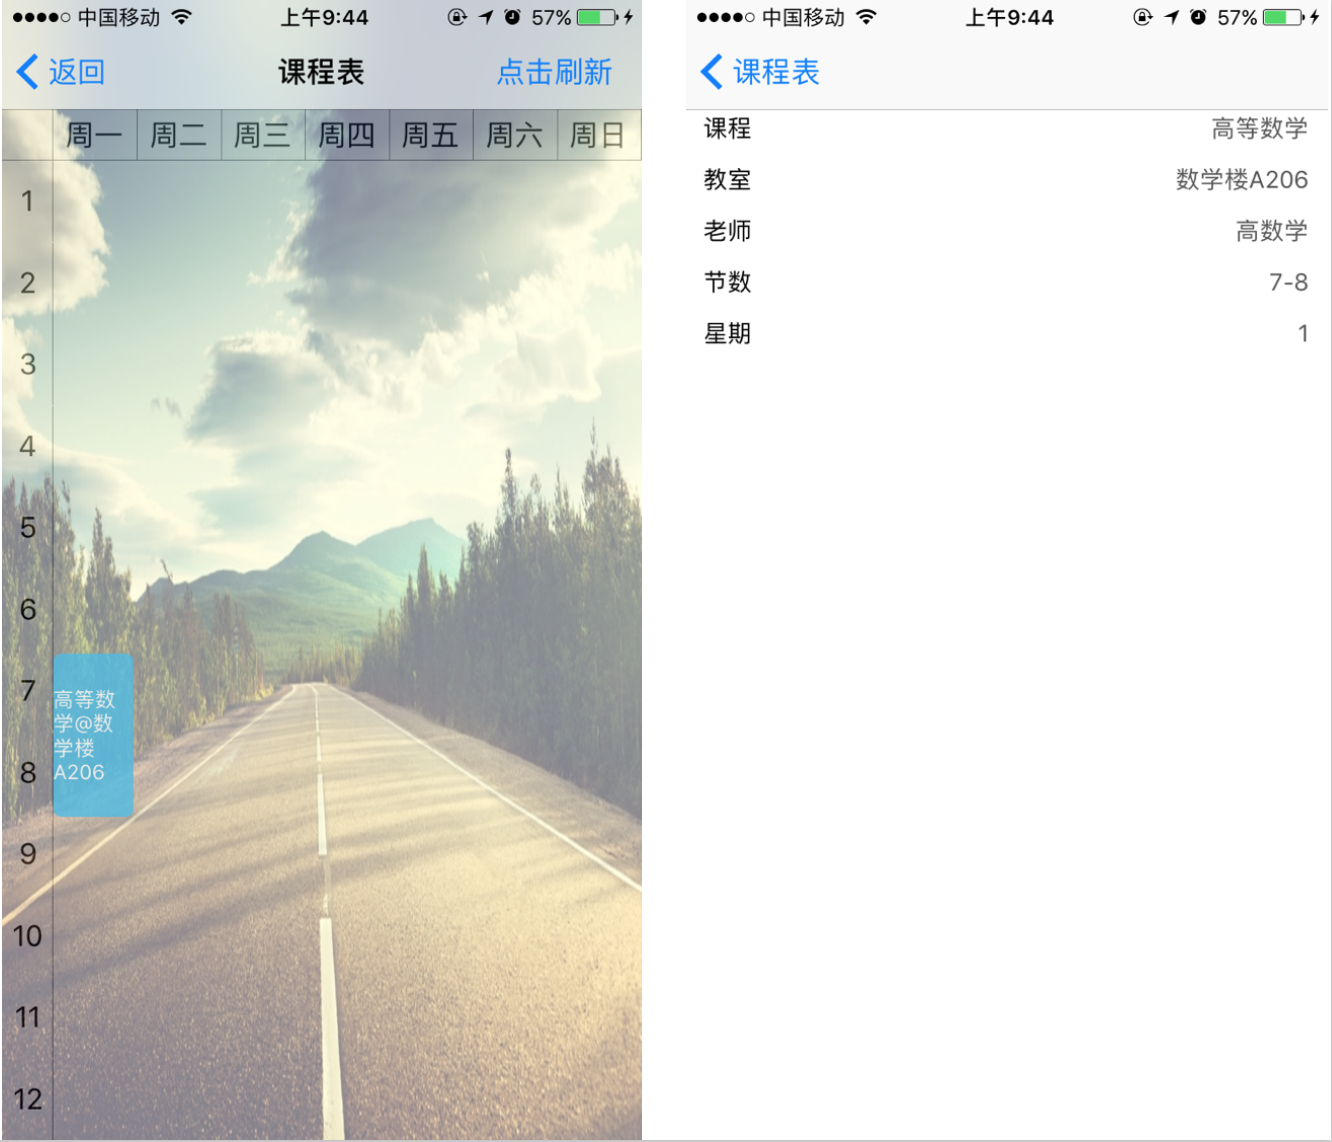 中国移动 上午9:44 57%
返回 课程表 点击刷新
周一 周二 周三 周四 周五 周六 周日
1
2
3
4
5
6
7
8
9
10
11
12
高等数
学@数
学楼
A206
中国移动 上午9:44 57%
课程表
课程 高等数学
教室 数学楼A206
老师 高数学
节数 7-8
星期 1